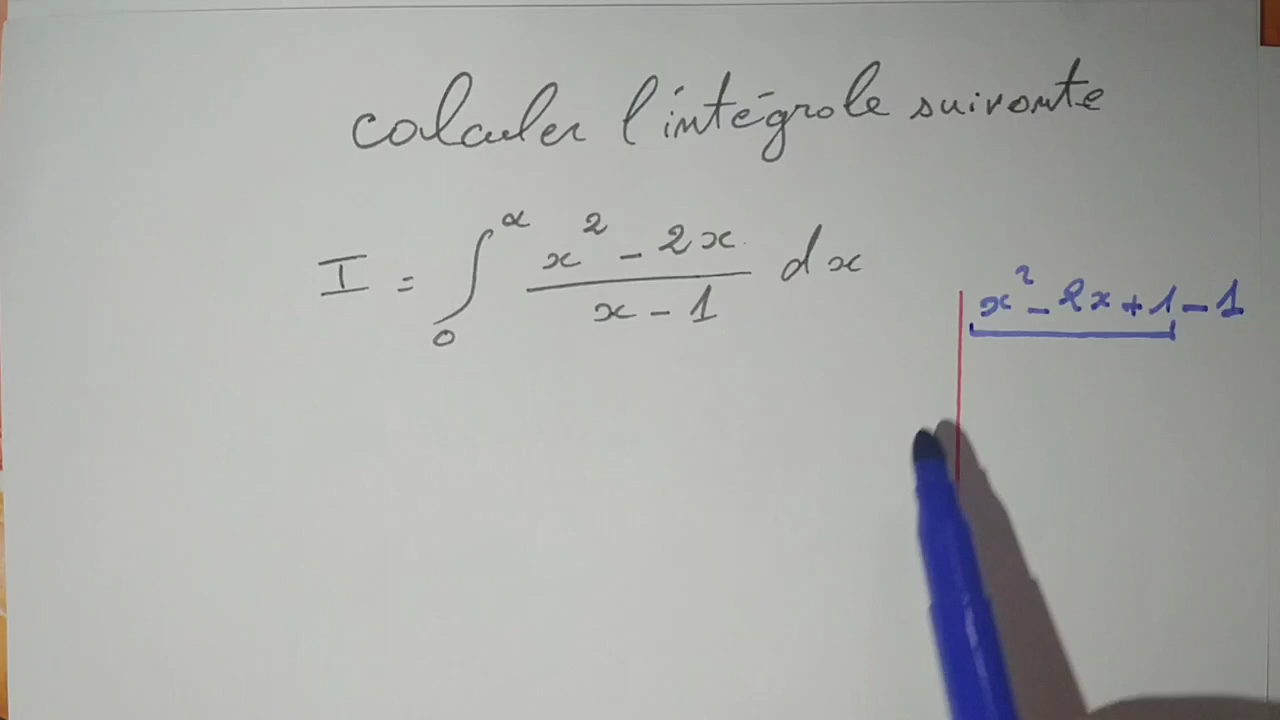 calculer l'intégrale suivante
I = ∫₀^α (x² - 2x)/(x - 1) dx
x² - 2x + 1 - 1